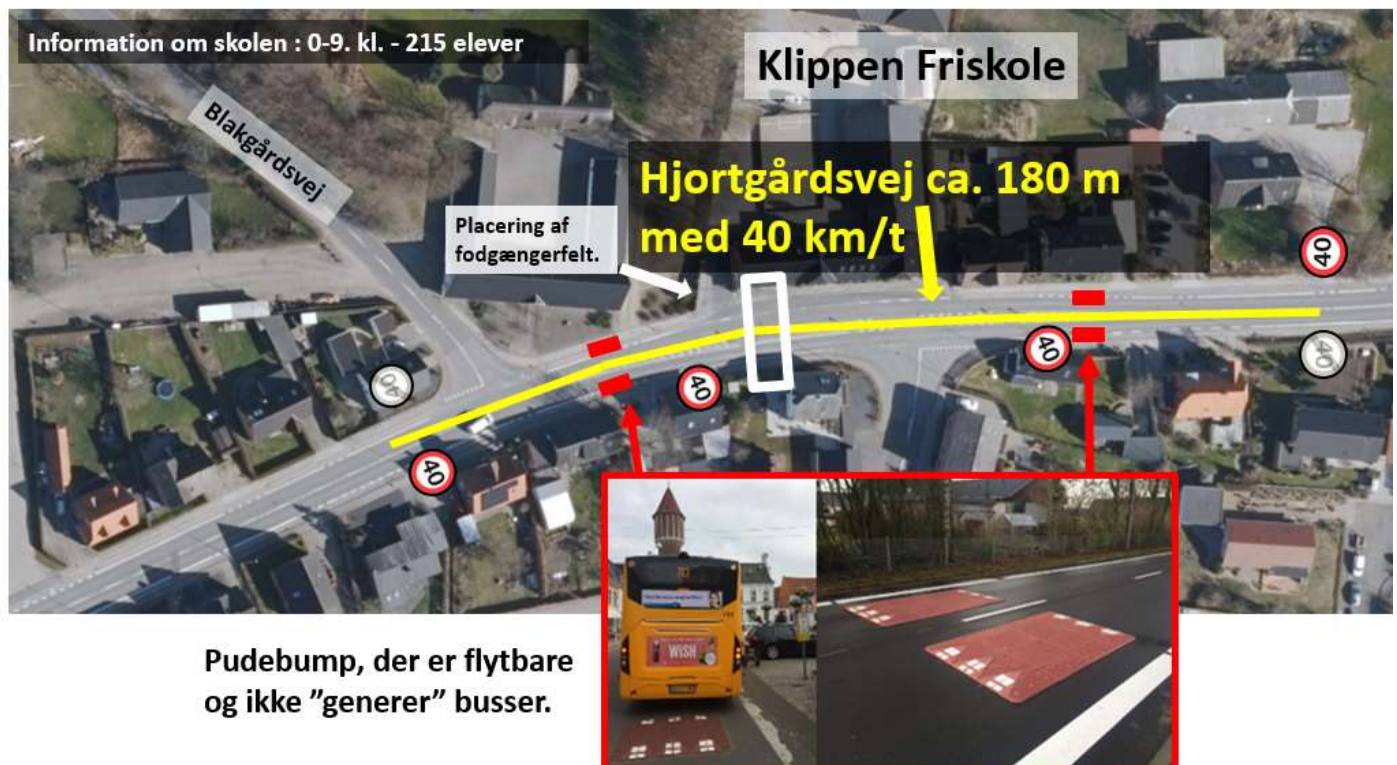 Information om skolen : 0-9. kl. - 215 elever
Klippen Friskole
Blakgårdsvej
Hjortgårdsvej ca. 180 m
med 40 km/t
Placering af
fodgængerfelt.
40
40
40
40
40
40
WISH
Pudebump, der er flytbare
og ikke ”generer” busser.